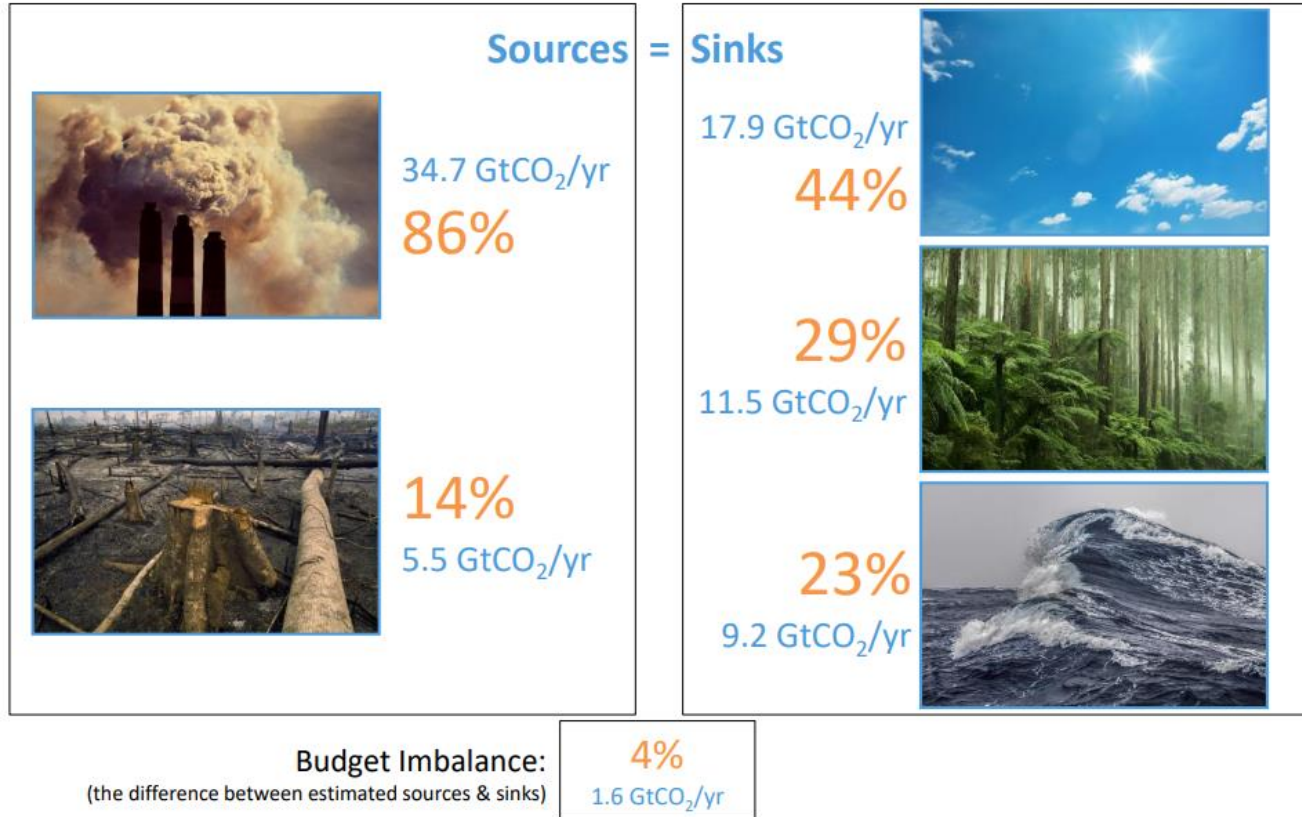 Sources = Sinks
34.7 GtCO₂/yr
86%
14%
5.5 GtCO₂/yr
17.9 GtCO₂/yr
44%
29%
11.5 GtCO₂/yr
23%
9.2 GtCO₂/yr
Budget Imbalance:
(the difference between estimated sources & sinks)
4%
1.6 GtCO₂/yr